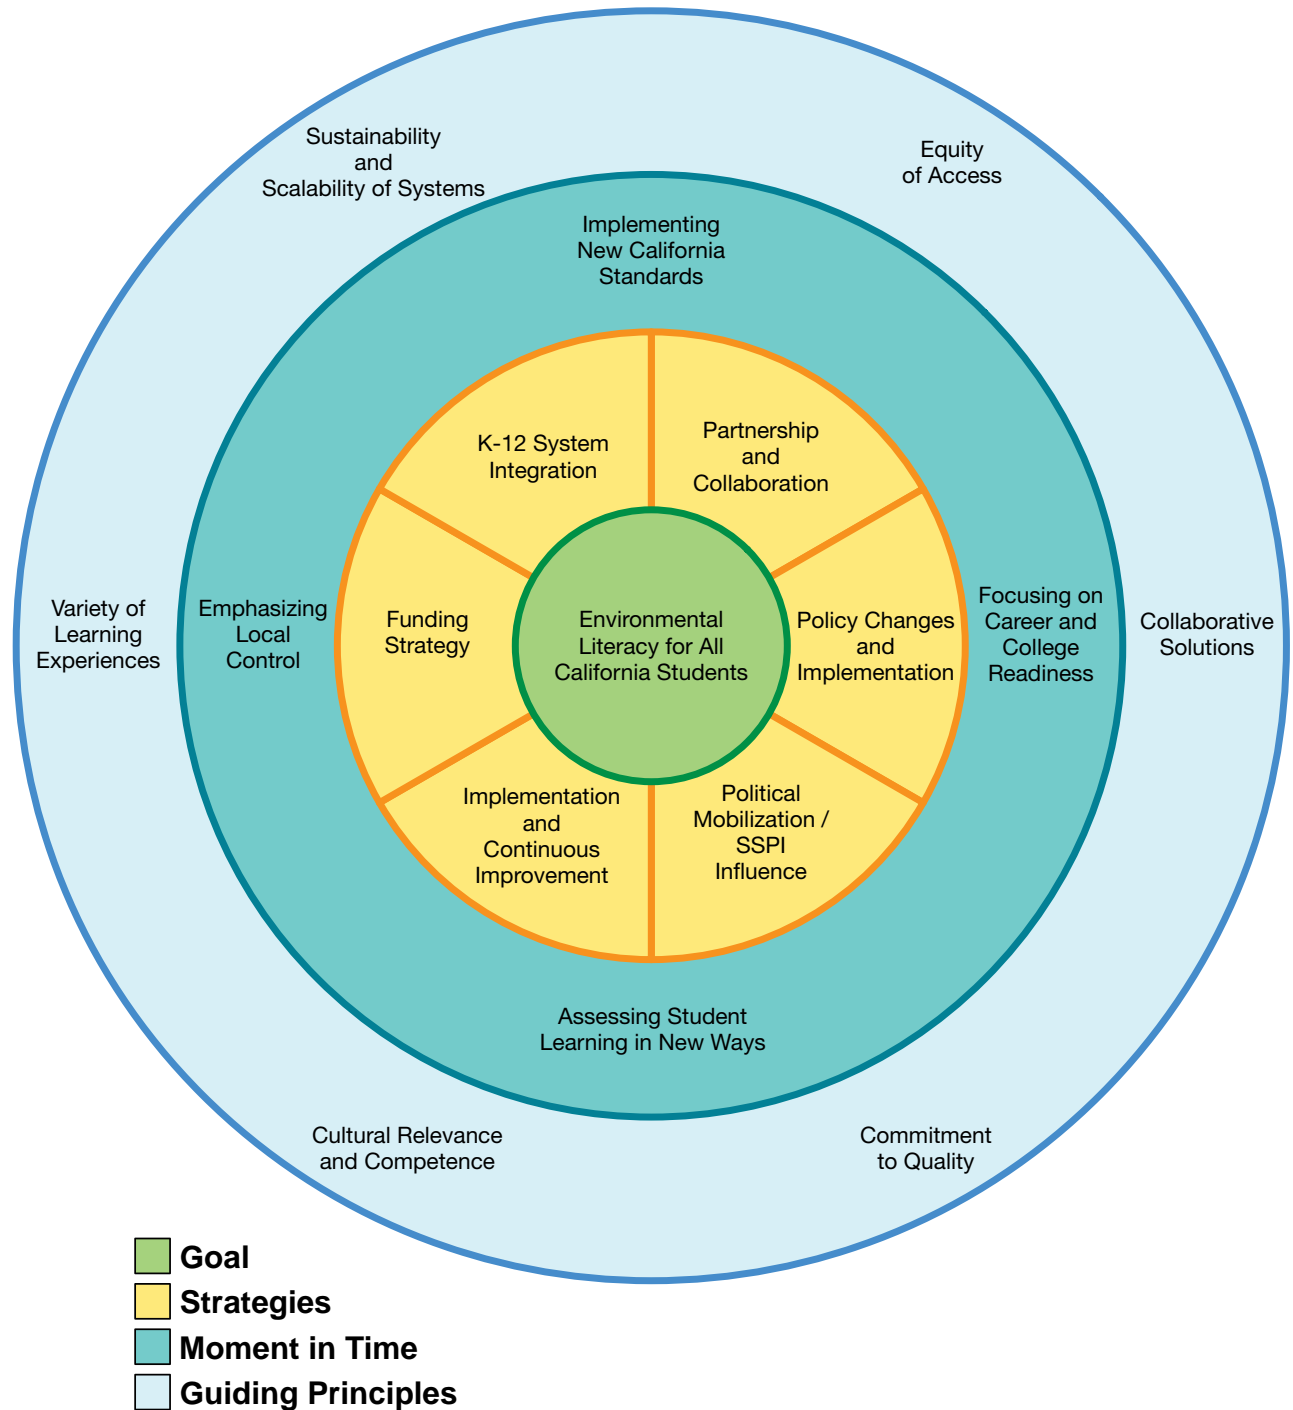 Sustainability
and
Scalability of Systems
Equity
of Access
Implementing
New California
Standards
K-12 System
Integration
Partnership
and
Collaboration
Variety of
Learning
Experiences
Emphasizing
Local
Control
Funding
Strategy
Environmental
Literacy for All
California Students
Policy Changes
and
Implementation
Focusing on
Career and
College
Readiness
Collaborative
Solutions
Implementation
and
Continuous
Improvement
Political
Mobilization /
SSPI
Influence
Assessing Student
Learning in New Ways
Cultural Relevance
and Competence
Commitment
to Quality
Goal
Strategies
Moment in Time
Guiding Principles